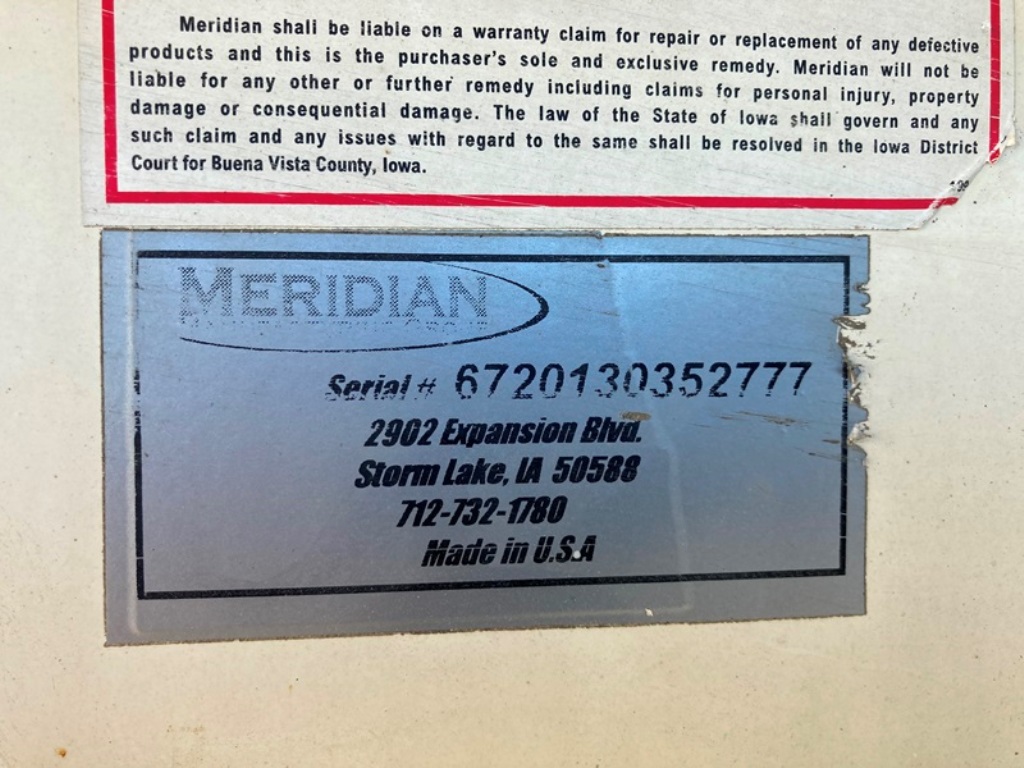 Meridian shall be liable on a warranty claim for repair or replacement of any defective
products and this is the purchaser's sole and exclusive remedy. Meridian will not be
liable for any other or further remedy including claims for personal injury, property
damage or consequential damage. The law of the State of Iowa shall govern and any
such claim and any issues with regard to the same shall be resolved in the Iowa District
Court for Buena Vista County, Iowa.
MERIDIAN
MANUFACTURING GROUP
Serial # 6720130352777
2902 Expansion Blvd.
Storm Lake, IA 50588
712-732-1780
Made in U.S.A